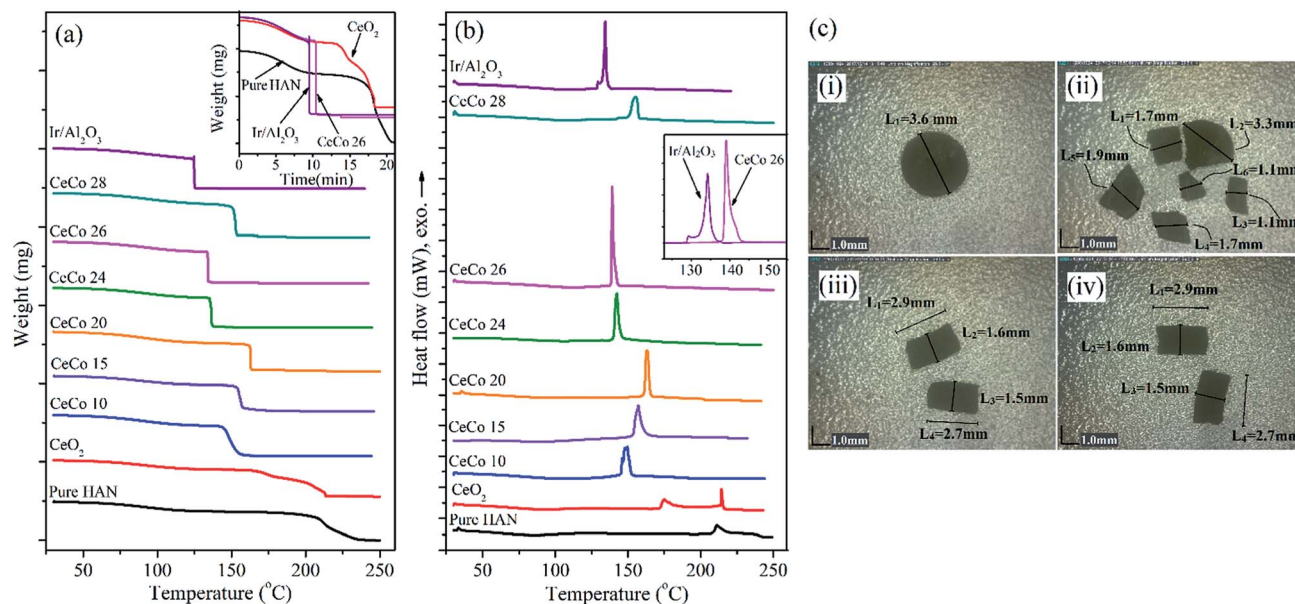 (a)
Weight (mg)
Ir/Al2O3
CeCo 28
CeCo 26
CcCo 24
CeCo 20
CeCo 15
CeCo 10
CeO2
Pure HAN
50 75 100 125 150 175 200 225 250
Temperature (°C)
Weight (mg)
CeO2
Pure HAN
Ir/Al2O3
CeCo 26
0 10 15 20
Time(min)
(b)
Heat flow (mW), exo.
Ir/Al2O3
CcCo 28
CeCo 26
CeCo 24
CeCo 20
CeCo 15
CeCo 10
CeO2
Pure HAN
50 100 150 200 250
Temperature (°C)
Ir/Al2O3
CeCo 26
130 140 150
(c)
(i)
L1=3.6 mm
1.0mm
(ii)
L1=1.7mm
L2=3.3mm
L5=1.9mm
L6=1.1mm
L3=1.1mm
L4=1.7mm
1.0mm
(iii)
L1=2.9mm
L2=1.6mm
L3=1.5mm
L4=2.7mm
1.0mm
(iv)
L1=2.9mm
L2=1.6mm
L3=1.5mm
L4=2.7mm
1.0mm